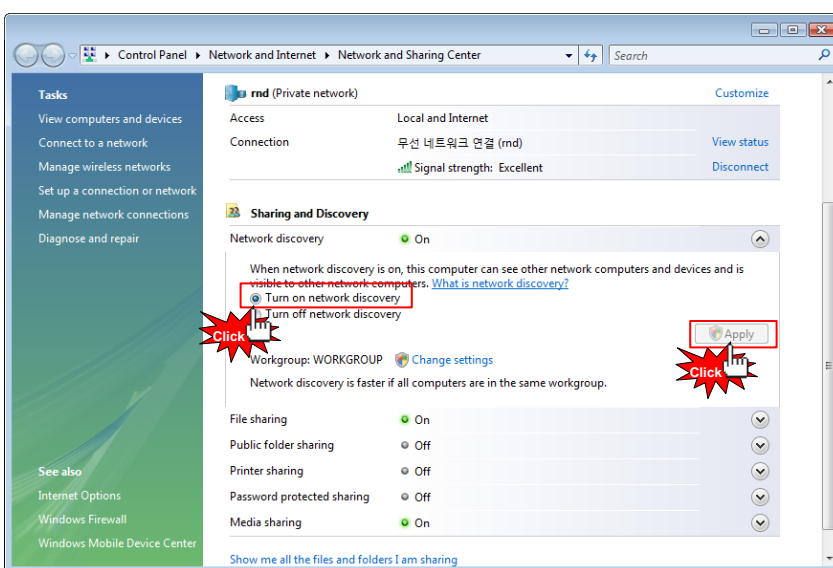 Control Panel ▸ Network and Internet ▸ Network and Sharing Center
Search
Tasks
View computers and devices
Connect to a network
Manage wireless networks
Set up a connection or network
Manage network connections
Diagnose and repair
See also
Internet Options
Windows Firewall
Windows Mobile Device Center
rnd (Private network) Customize
Access Local and Internet
Connection 무선 네트워크 연결 (rnd) View status
Signal strength: Excellent Disconnect
Sharing and Discovery
Network discovery On
When network discovery is on, this computer can see other network computers and devices and is
visible to other network computers. What is network discovery?
Turn on network discovery
Turn off network discovery
Click
Apply
Click
Workgroup: WORKGROUP Change settings
Network discovery is faster if all computers are in the same workgroup.
File sharing On
Public folder sharing Off
Printer sharing Off
Password protected sharing Off
Media sharing On
Show me all the files and folders I am sharing